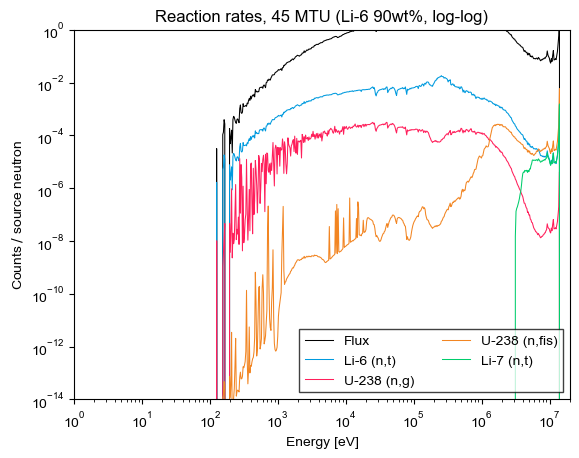 Reaction rates, 45 MTU (Li-6 90wt%, log-log)
Counts / source neutron
10^0
10^−2
10^−4
10^−6
10^−8
10^−10
10^−12
10^−14
Flux
Li-6 (n,t)
U-238 (n,g)
U-238 (n,fis)
Li-7 (n,t)
10^0 10^1 10^2 10^3 10^4 10^5 10^6 10^7
Energy [eV]